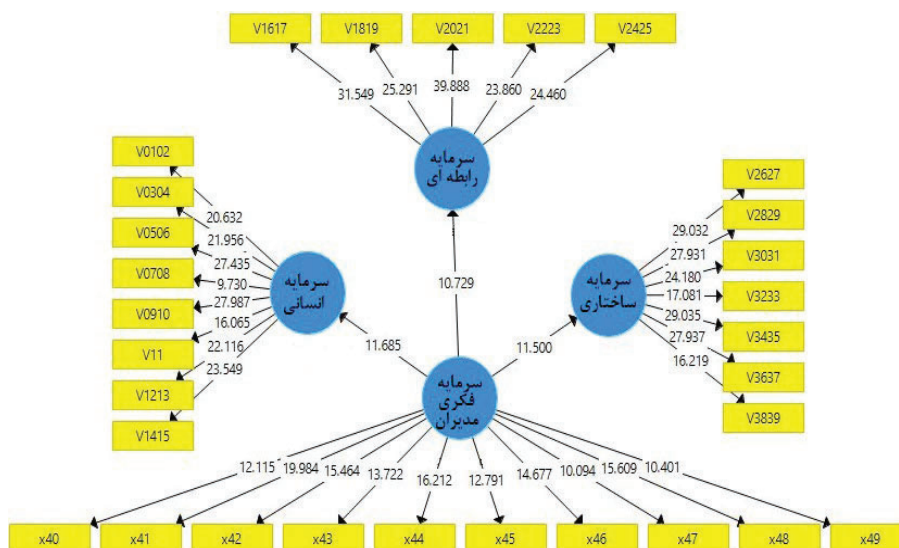 V1617 V1819 V2021 V2223 V2425
31.549 25.291 39.888 23.860 24.460
سرمایه
رابطه ای
V0102
V0304
V0506
V0708
V0910
V11
V1213
V1415
20.632
21.956
27.435
9.730
27.987
16.065
22.116
23.549
سرمایه
انسانی
V2627
V2829
V3031
V3233
V3435
V3637
V3839
29.032
27.931
24.180
17.081
29.035
27.937
16.219
سرمایه
ساختاری
10.729
11.685
11.500
سرمایه
فکری
مدیران
12.115 19.984 15.464 13.722 16.212 12.791 14.677 10.094 15.609 10.401
x40 x41 x42 x43 x44 x45 x46 x47 x48 x49